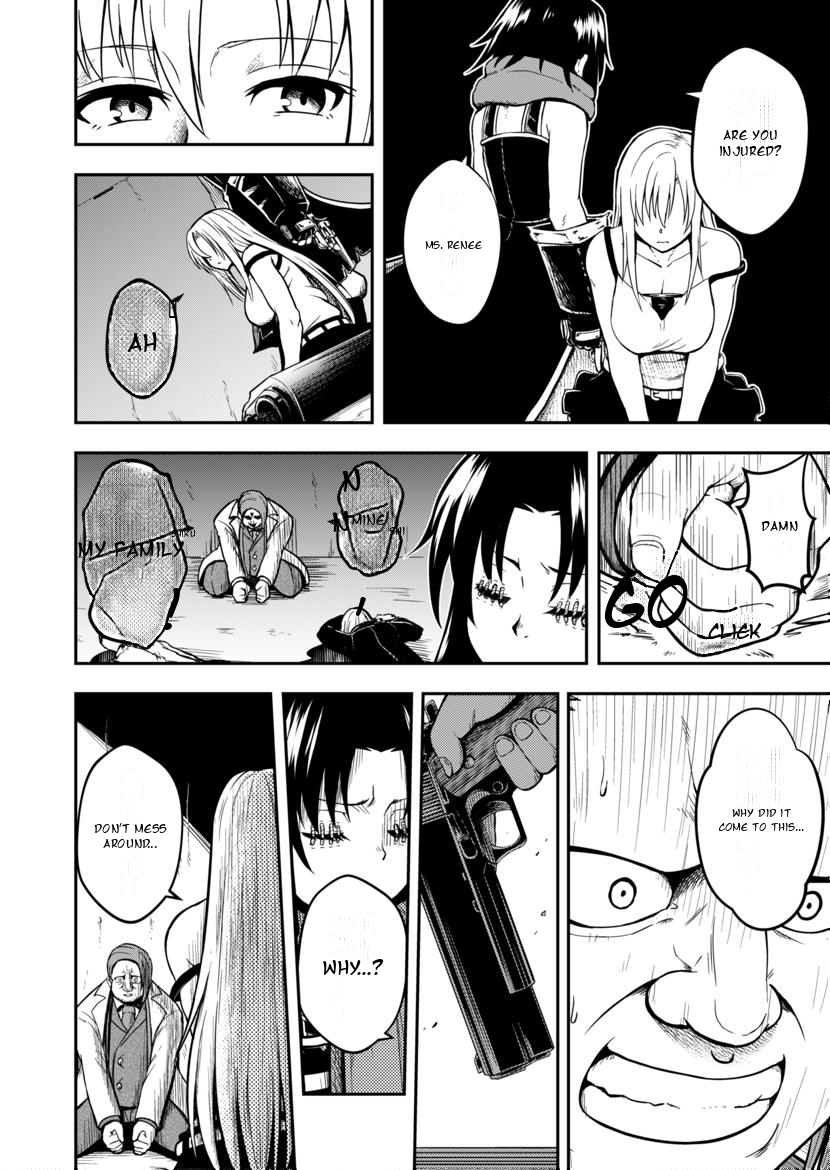 ARE YOU
INJURED?
MS. RENEE
AH
DAMN
GO
CLICK
N
N
MINE
SHI
MY FAMILY
WHY DID IT
COME TO THIS...
WHY...?
DON'T MESS
AROUND..